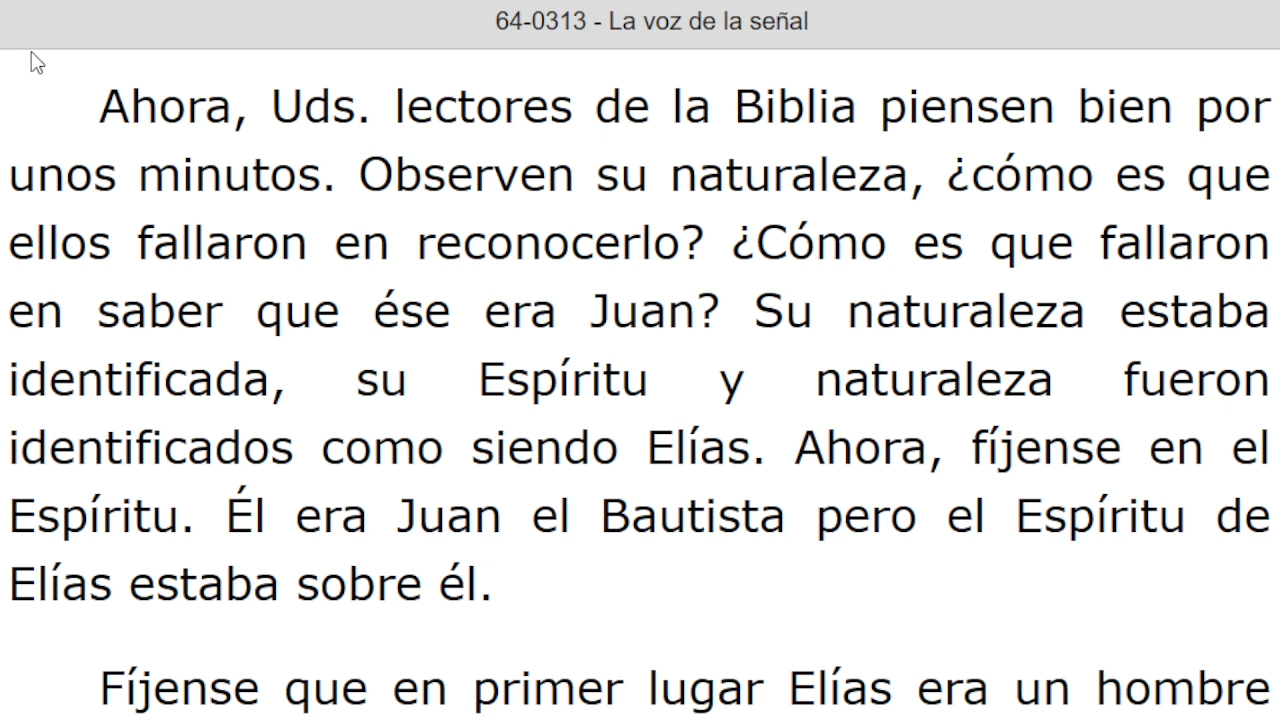 64-0313 - La voz de la señal
Ahora, Uds. lectores de la Biblia piensen bien por
unos minutos. Observen su naturaleza, ¿cómo es que
ellos fallaron en reconocerlo? ¿Cómo es que fallaron
en saber que ése era Juan? Su naturaleza estaba
identificada, su Espíritu y naturaleza fueron
identificados como siendo Elías. Ahora, fíjense en el
Espíritu. Él era Juan el Bautista pero el Espíritu de
Elías estaba sobre él.
Fíjense que en primer lugar Elías era un hombre